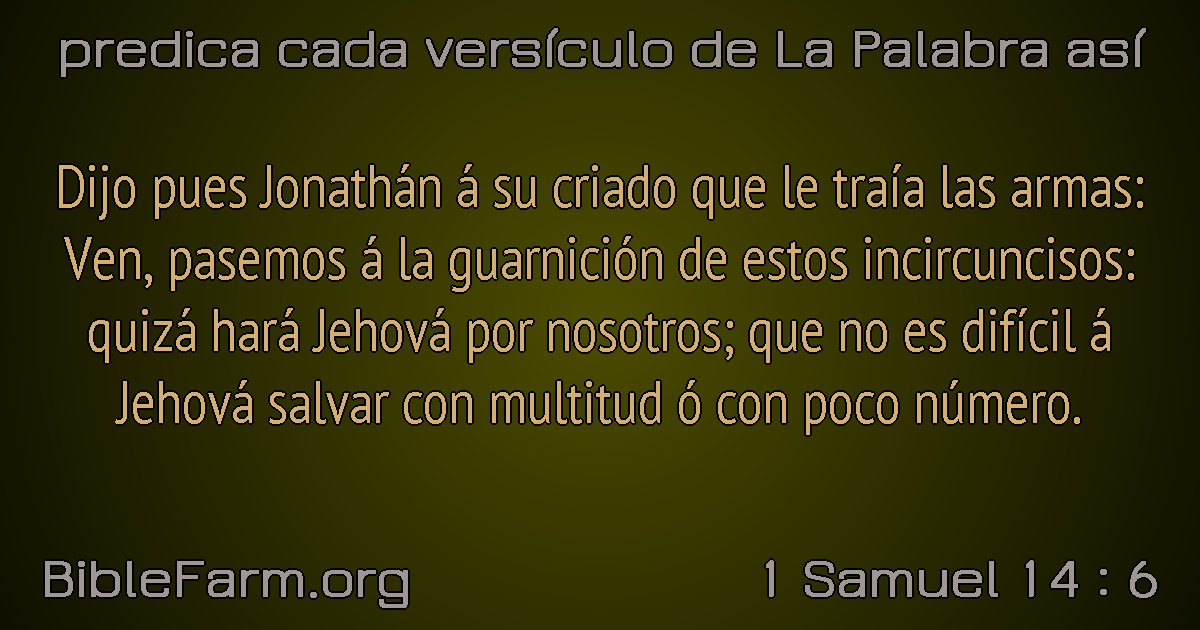 predica cada versículo de La Palabra así
Dijo pues Jonathán á su criado que le traía las armas:
Ven, pasemos á la guarnición de estos incircuncisos:
quizá hará Jehová por nosotros; que no es difícil á
Jehová salvar con multitud ó con poco número.
BibleFarm.org
1 Samuel 14 : 6